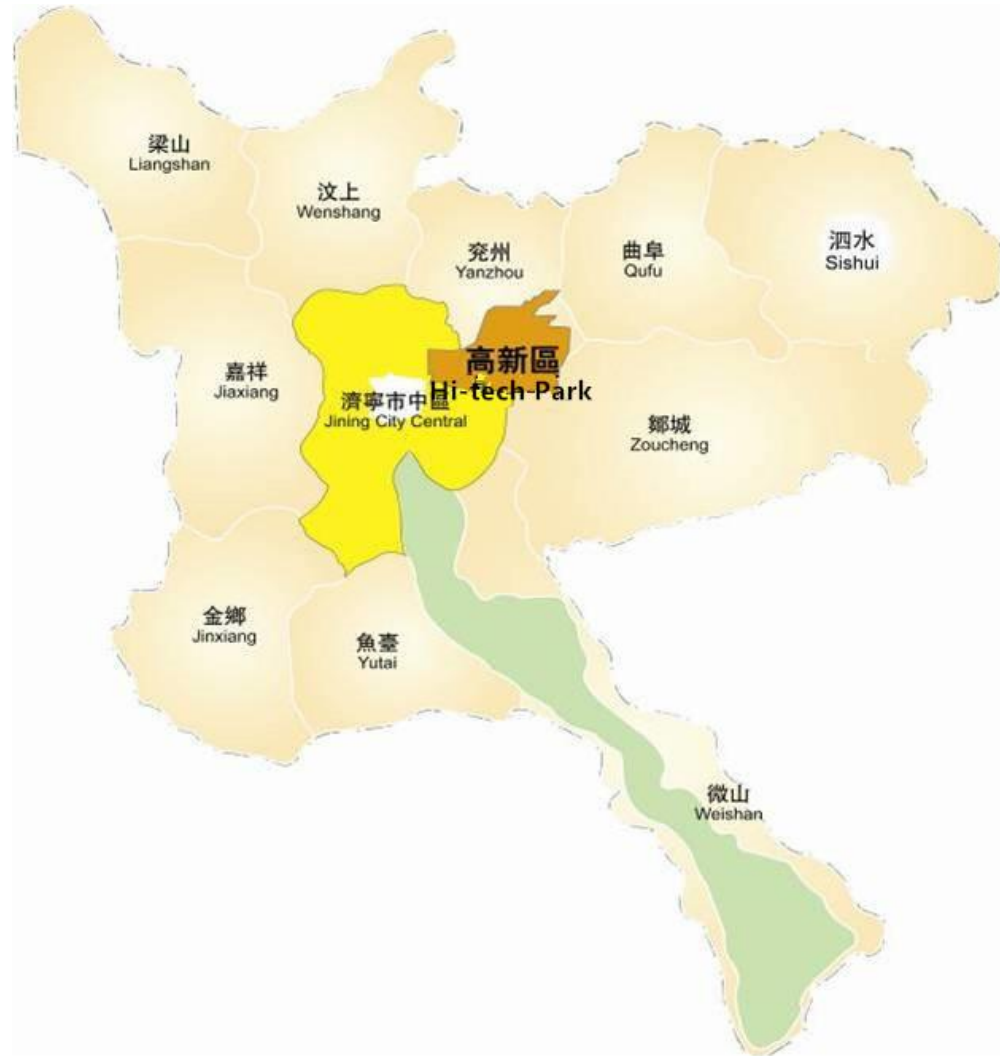 梁山
Liangshan
汶上
Wenshang
兖州
Yanzhou
曲阜
Qufu
泗水
Sishui
嘉祥
Jiaxiang
高新區
Hi-tech-Park
濟寧市中區
Jining City Central
鄒城
Zoucheng
金鄉
Jinxiang
魚臺
Yutai
微山
Weishan